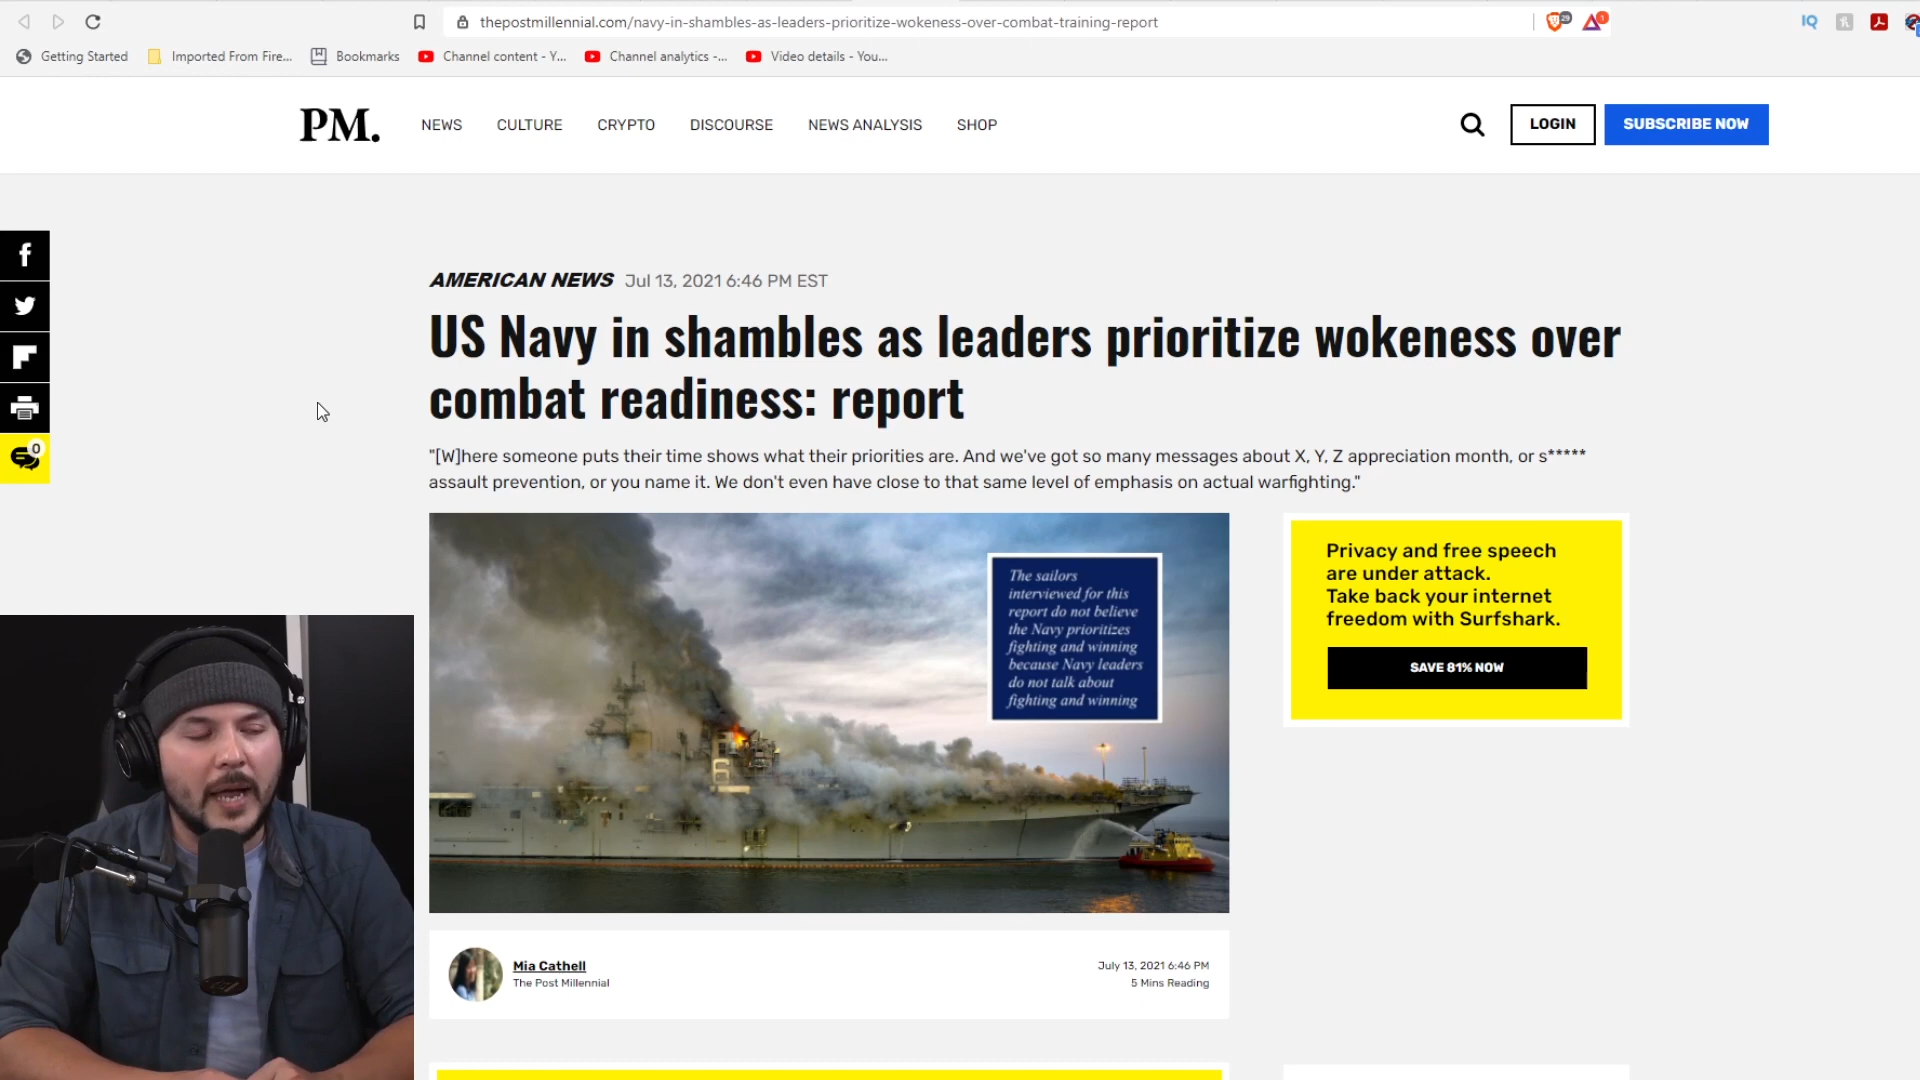 thepostmillennial.com/navy-in-shambles-as-leaders-prioritize-wokeness-over-combat-training-report
29
1
IQ
Getting Started
Imported From Fire...
Bookmarks
Channel content - Y...
Channel analytics -...
Video details - You...
PM.
NEWS
CULTURE
CRYPTO
DISCOURSE
NEWS ANALYSIS
SHOP
LOGIN
SUBSCRIBE NOW
0
AMERICAN NEWS Jul 13, 2021 6:46 PM EST
US Navy in shambles as leaders prioritize wokeness over
combat readiness: report
"[W]here someone puts their time shows what their priorities are. And we've got so many messages about X, Y, Z appreciation month, or s*****
assault prevention, or you name it. We don't even have close to that same level of emphasis on actual warfighting."
The sailors
interviewed for this
report do not believe
the Navy prioritizes
fighting and winning
because Navy leaders
do not talk about
fighting and winning
6
Privacy and free speech
are under attack.
Take back your internet
freedom with Surfshark.
SAVE 81% NOW
Mia Cathell
The Post Millennial
July 13, 2021 6:46 PM
5 Mins Reading